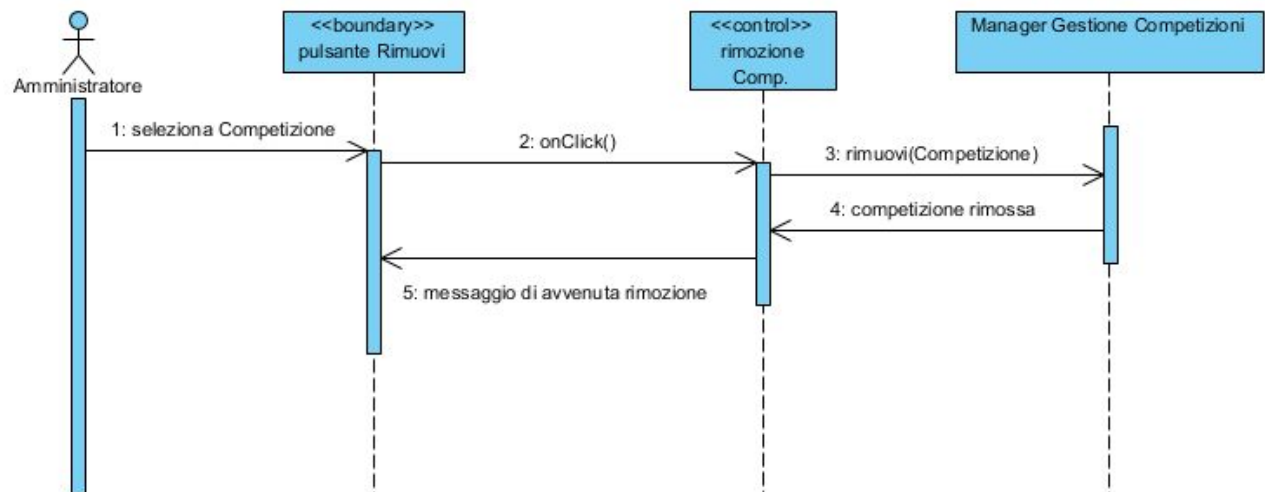 <<boundary>>
pulsante Rimuovi
<<control>>
rimozione
Comp.
Manager Gestione Competizioni
Amministratore
1: seleziona Competizione
2: onClick()
3: rimuovi(Competizione)
4: competizione rimossa
5: messaggio di avvenuta rimozione